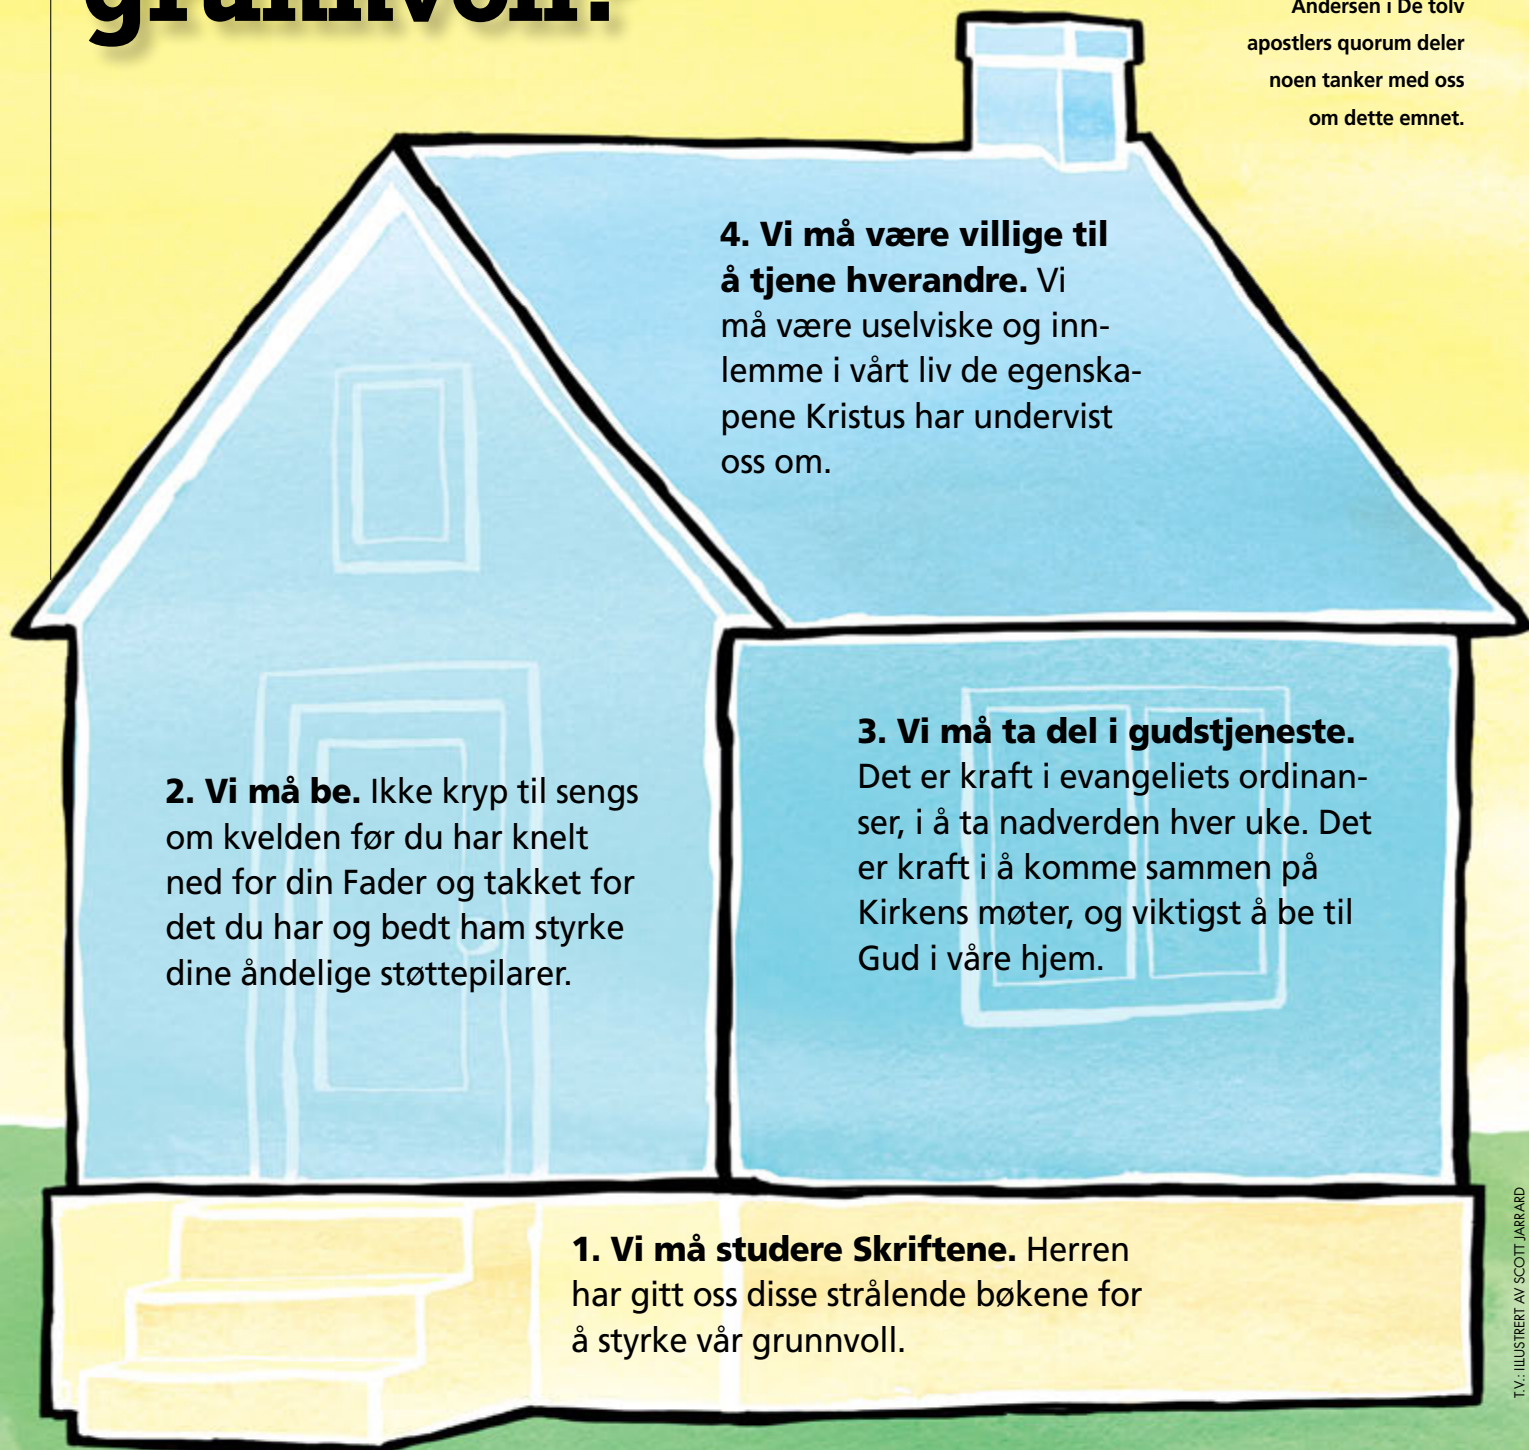 grunnvoll?
Andersen i De tolv
apostlers quorum deler
noen tanker med oss
om dette emnet.
4. Vi må være villige til
å tjene hverandre. Vi
må være uselviske og inn-
lemme i vårt liv de egenska-
pene Kristus har undervist
oss om.
3. Vi må ta del i gudstjeneste.
Det er kraft i evangeliets ordinan-
ser, i å ta nadverden hver uke. Det
er kraft i å komme sammen på
Kirkens møter, og viktigst å be til
Gud i våre hjem.
2. Vi må be. Ikke kryp til sengs
om kvelden før du har knelt
ned for din Fader og takket for
det du har og bedt ham styrke
dine åndelige støttepilarer.
1. Vi må studere Skriftene. Herren
har gitt oss disse strålende bøkene for
å styrke vår grunnvoll.
T.V.: ILLUSTRERT AV SCOTT JARRARD